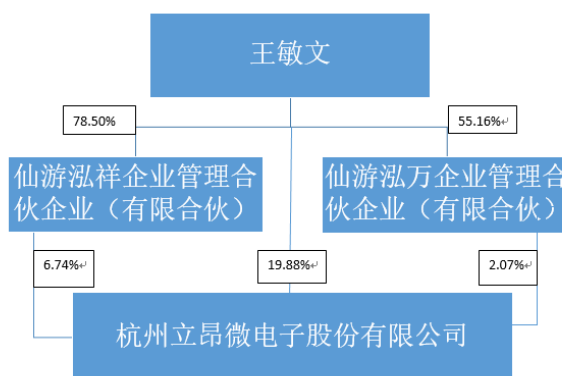 王敏文
78.50%
55.16%↵
仙游泓祥企业管理合
伙企业（有限合伙）
仙游泓万企业管理合
伙企业（有限合伙）
6.74%↵
19.88%↵
2.07%↵
杭州立昂微电子股份有限公司